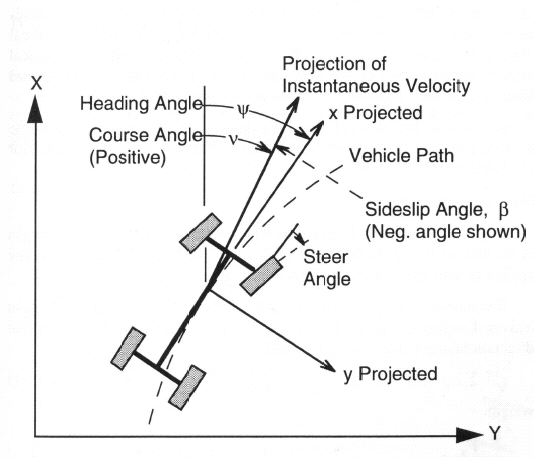 Projection of
Instantaneous Velocity
X
Heading Angle
ψ
x Projected
Course Angle
(Positive)
ν
Vehicle Path
Sideslip Angle, β
(Neg. angle shown)
Steer
Angle
y Projected
Y